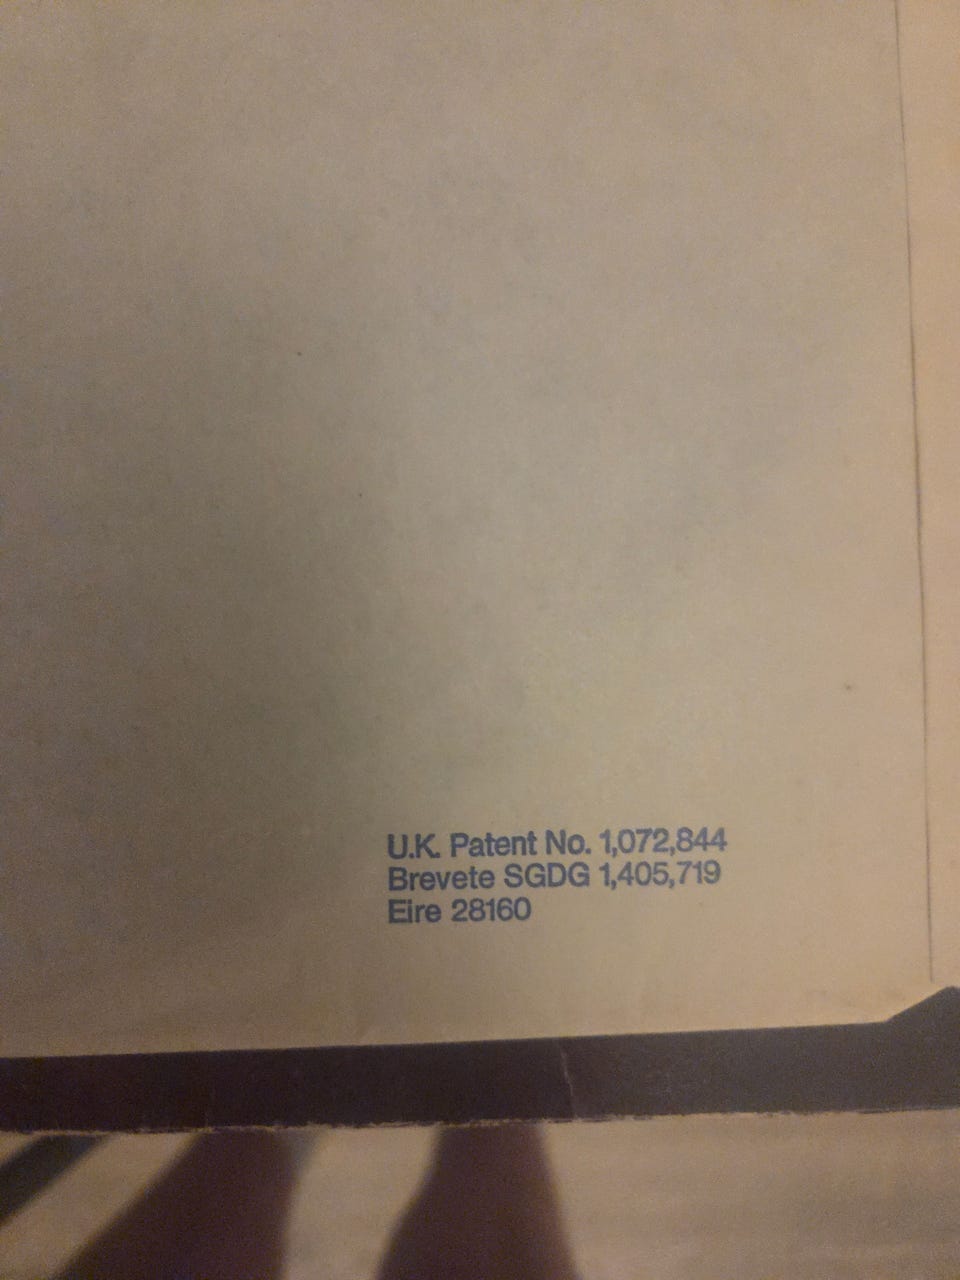 U.K. Patent No. 1,072,844
Brevete SGDG 1,405,719
Eire 28160